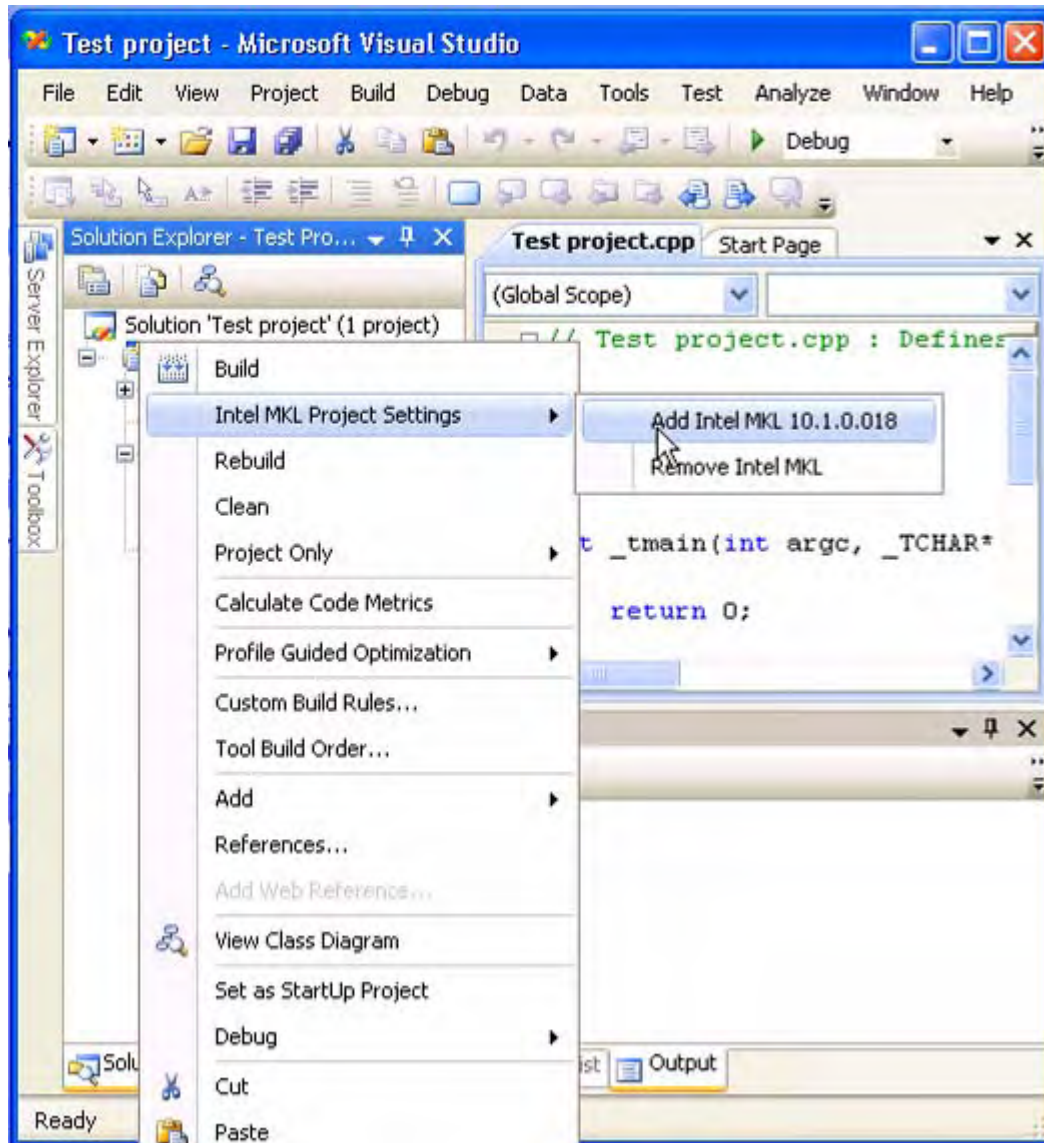 Test project - Microsoft Visual Studio
File Edit View Project Build Debug Data Tools Test Analyze Window Help
Debug
Solution Explorer - Test Pro...
Test project.cpp Start Page
Server Explorer
Toolbox
(Global Scope)
Solution 'Test project' (1 project)
// Test project.cpp : Defines
Build
Intel MKL Project Settings
Add Intel MKL 10.1.0.018
Remove Intel MKL
Rebuild
Clean
Project Only
t _tmain(int argc, _TCHAR*
Calculate Code Metrics
return 0;
Profile Guided Optimization
Custom Build Rules...
Tool Build Order...
Add
References...
Add Web Reference...
View Class Diagram
Set as StartUp Project
Debug
Solu
ist
Output
Cut
Ready
Paste